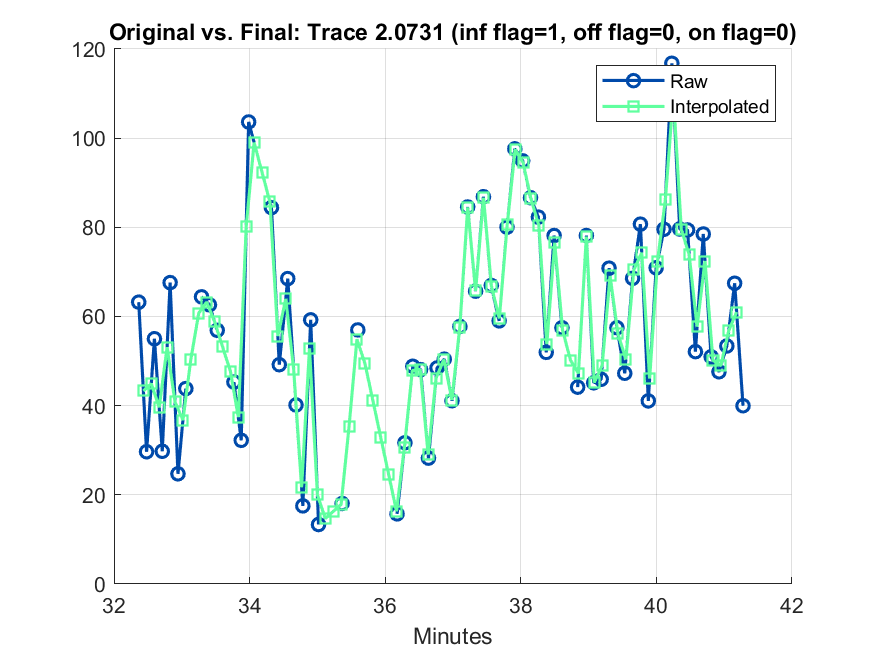 Original vs. Final: Trace 2.0731 (inf flag=1, off flag=0, on flag=0)
120
100
80
60
40
20
0
Raw
Interpolated
32 34 36 38 40 42
Minutes